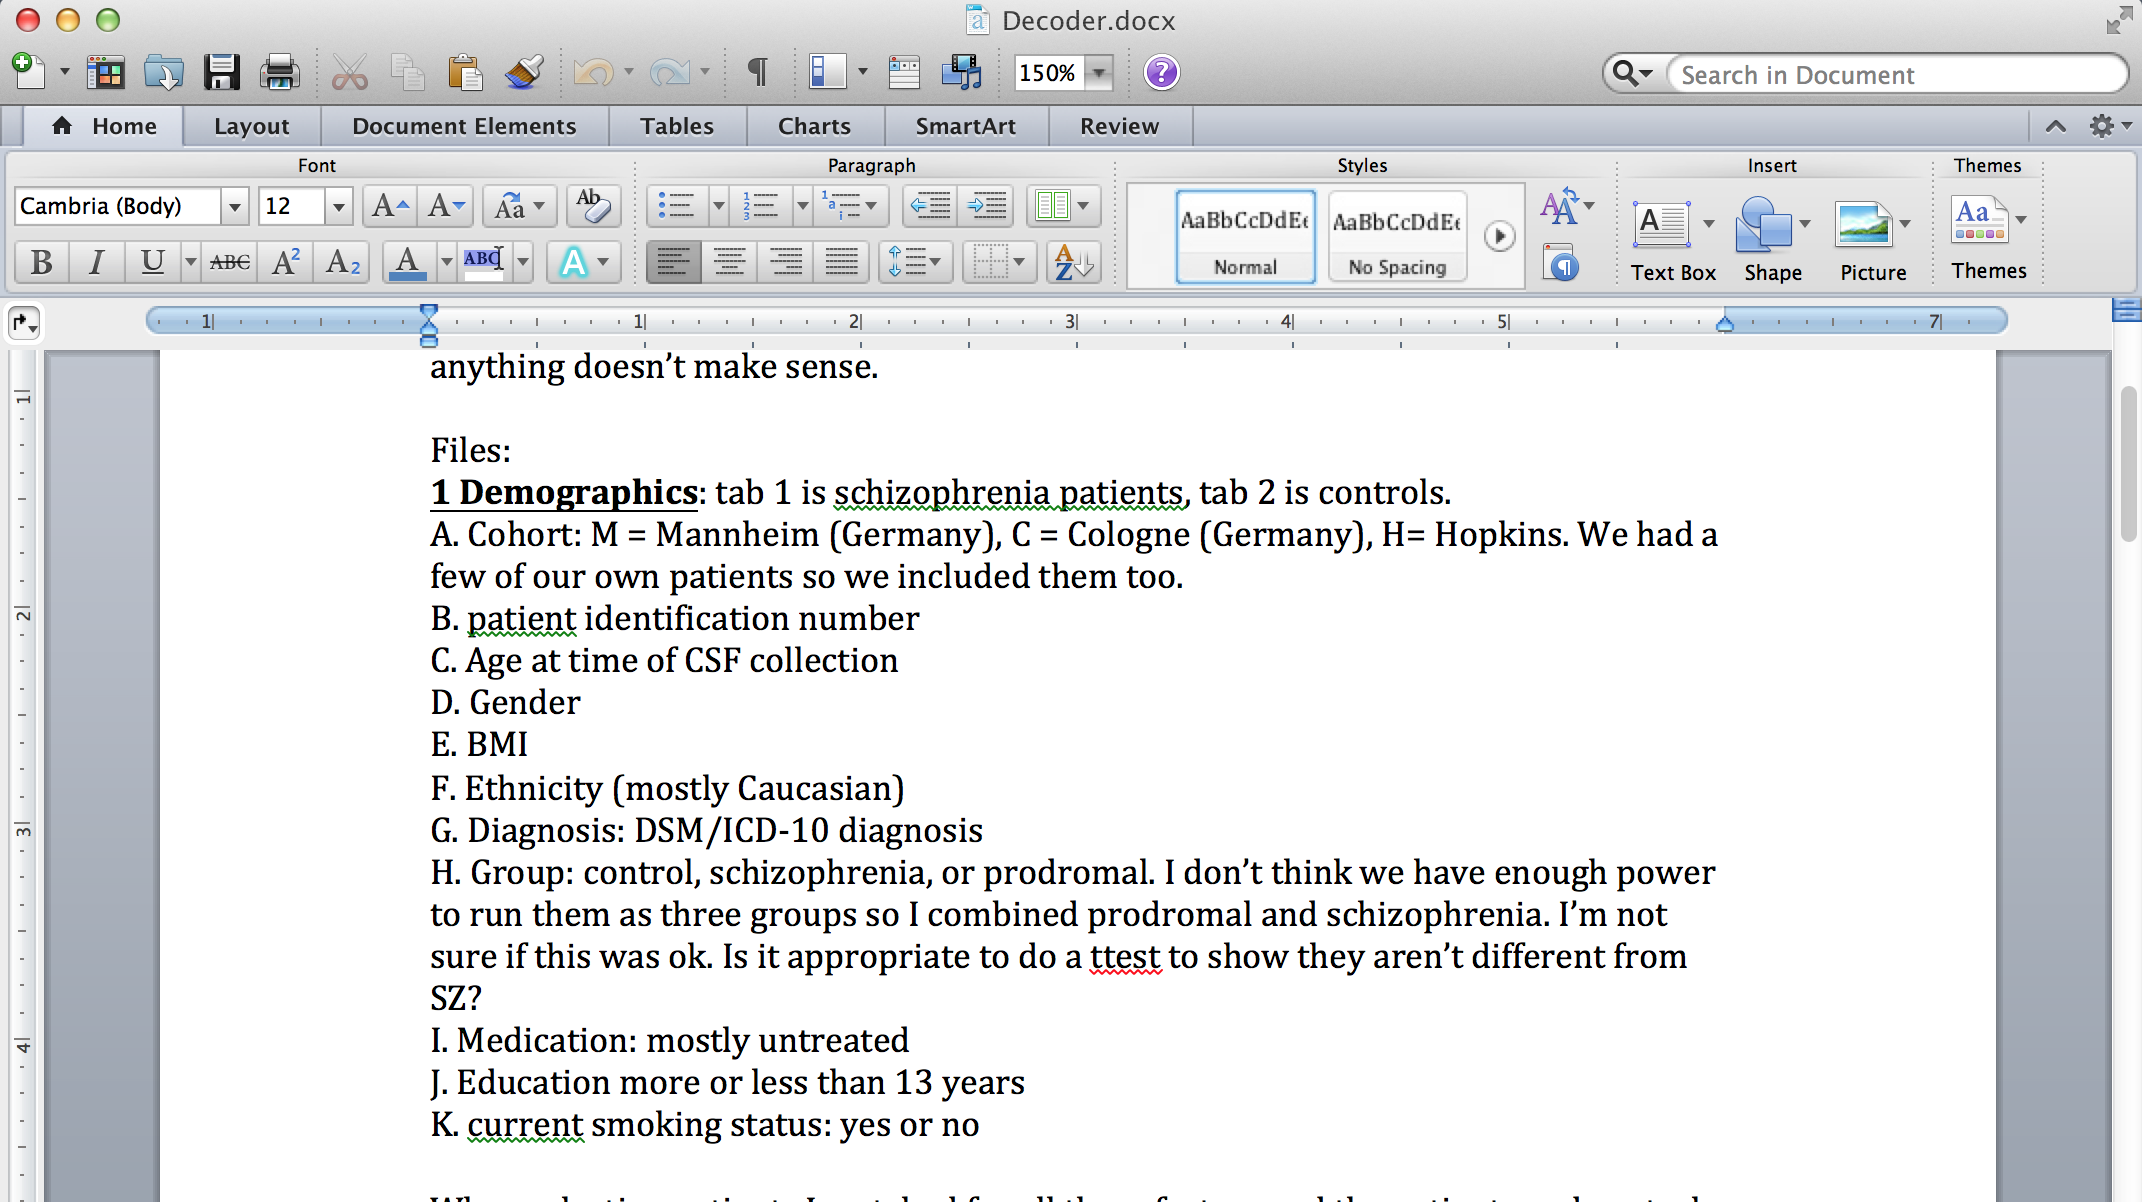 Decoder.docx
150%
Search in Document
Home Layout Document Elements Tables Charts SmartArt Review
Font Paragraph Styles Insert Themes
Cambria (Body) 12
AaBbCcDdEe AaBbCcDdEe
Normal No Spacing
Text Box Shape Picture Themes
1 1 2 3 4 5 7
anything doesn’t make sense.
Files:
1 Demographics: tab 1 is schizophrenia patients, tab 2 is controls.
A. Cohort: M = Mannheim (Germany), C = Cologne (Germany), H= Hopkins. We had a
few of our own patients so we included them too.
B. patient identification number
C. Age at time of CSF collection
D. Gender
E. BMI
F. Ethnicity (mostly Caucasian)
G. Diagnosis: DSM/ICD-10 diagnosis
H. Group: control, schizophrenia, or prodromal. I don’t think we have enough power
to run them as three groups so I combined prodromal and schizophrenia. I’m not
sure if this was ok. Is it appropriate to do a ttest to show they aren’t different from
SZ?
I. Medication: mostly untreated
J. Education more or less than 13 years
K. current smoking status: yes or no